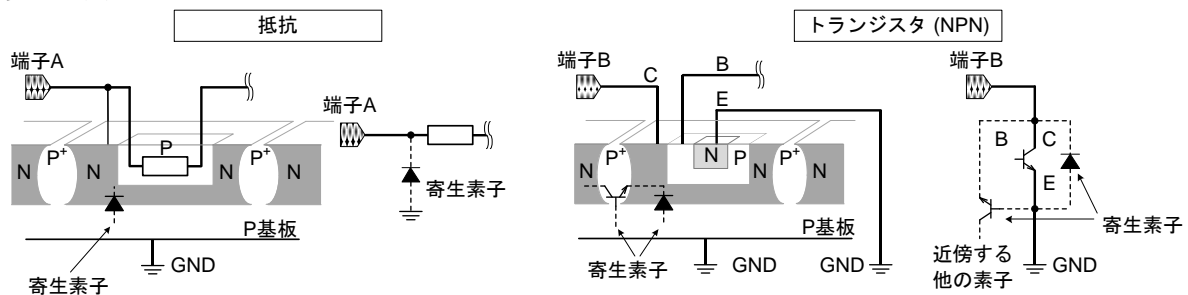 抵抗
端子A
端子A
N
P+
N
P
P+
N
寄生素子
P基板
GND
寄生素子
トランジスタ (NPN)
端子B
C
B
E
N
P+
N
N
P
P+
N
P基板
寄生素子
GND
GND
端子B
B
C
E
寄生素子
近傍する
他の素子
GND